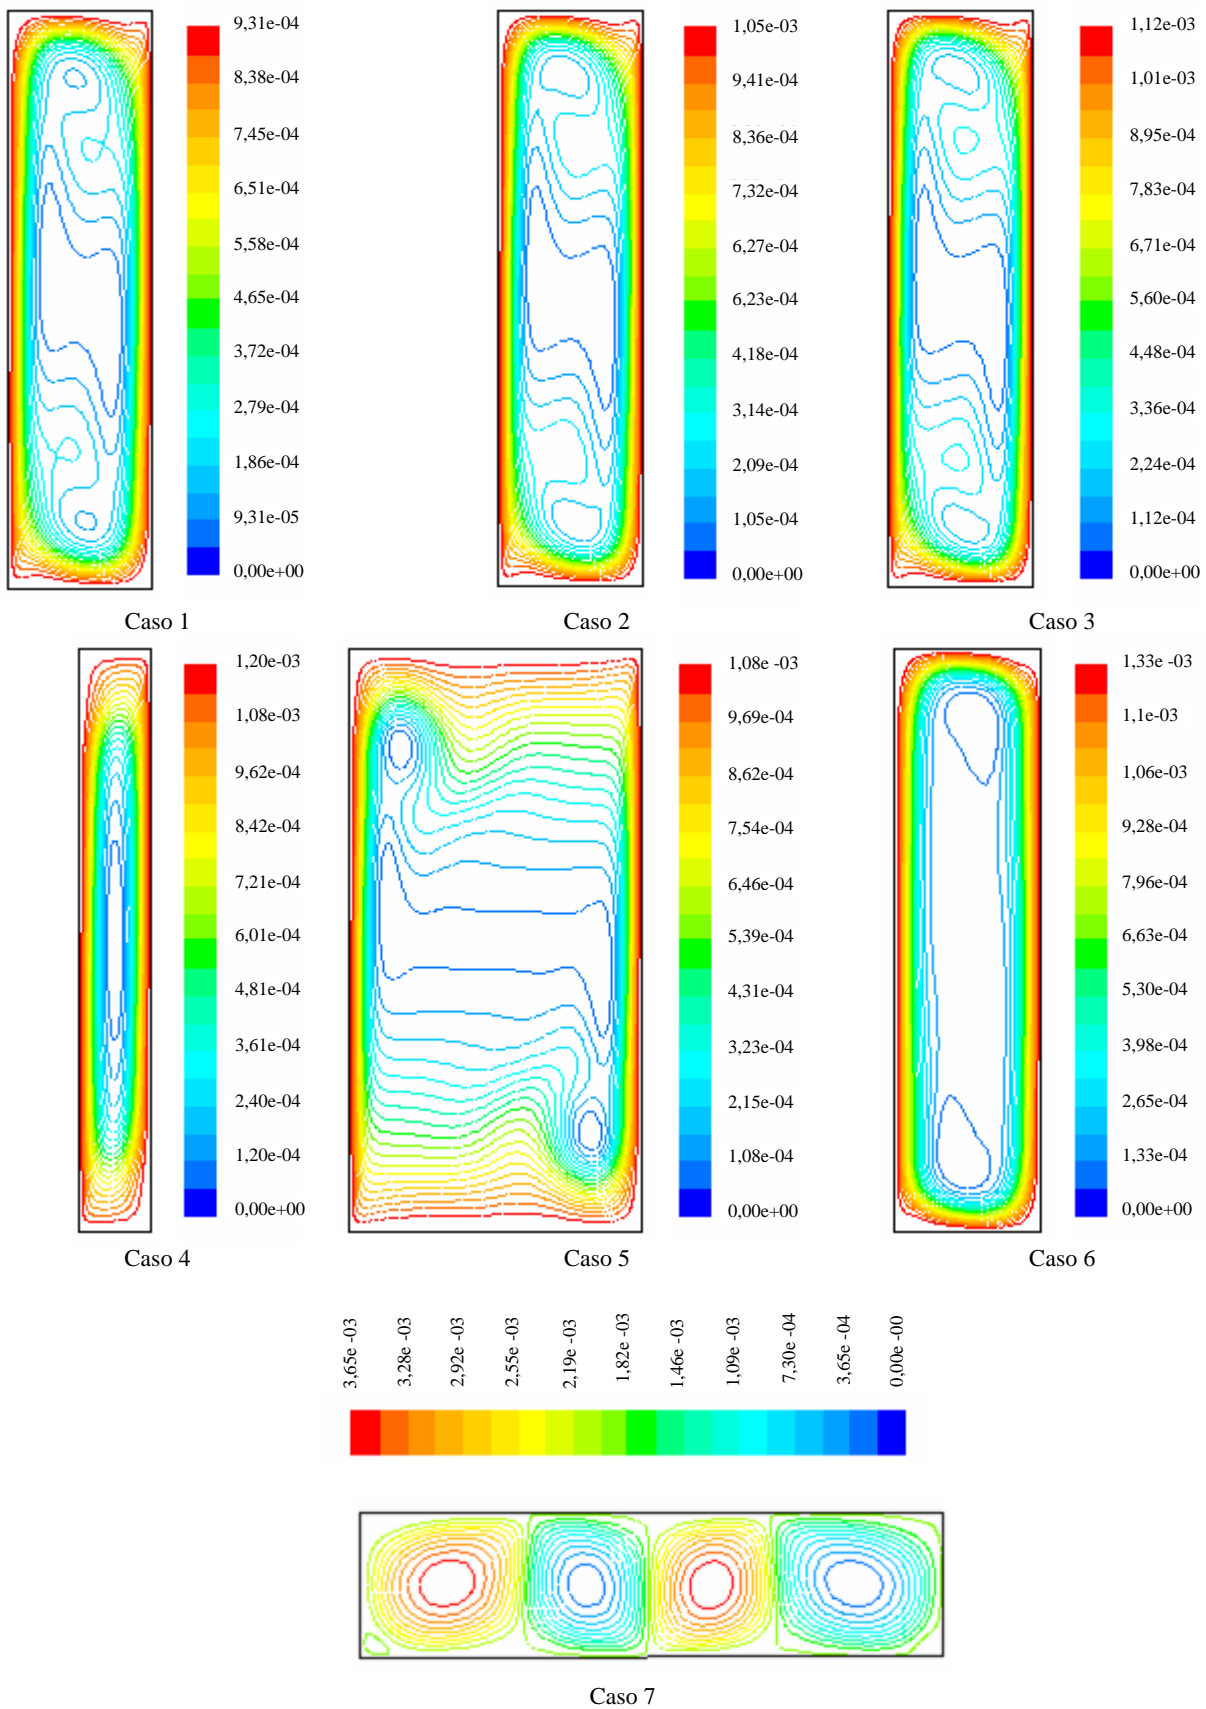 9,31e-04
8,38e-04
7,45e-04
6,51e-04
5,58e-04
4,65e-04
3,72e-04
2,79e-04
1,86e-04
9,31e-05
0,00e+00
Caso 1
1,05e-03
9,41e-04
8,36e-04
7,32e-04
6,27e-04
6,23e-04
4,18e-04
3,14e-04
2,09e-04
1,05e-04
0,00e+00
Caso 2
1,12e-03
1,01e-03
8,95e-04
7,83e-04
6,71e-04
5,60e-04
4,48e-04
3,36e-04
2,24e-04
1,12e-04
0,00e+00
Caso 3
1,20e-03
1,08e-03
9,62e-04
8,42e-04
7,21e-04
6,01e-04
4,81e-04
3,61e-04
2,40e-04
1,20e-04
0,00e+00
Caso 4
1,08e -03
9,69e-04
8,62e-04
7,54e-04
6,46e-04
5,39e-04
4,31e-04
3,23e-04
2,15e-04
1,08e-04
0,00e+00
Caso 5
1,33e -03
1,1e-03
1,06e-03
9,28e-04
7,96e-04
6,63e-04
5,30e-04
3,98e-04
2,65e-04
1,33e-04
0,00e+00
Caso 6
3,65e -03
3,28e -03
2,92e -03
2,55e -03
2,19e -03
1,82e -03
1,46e -03
1,09e -03
7,30e -04
3,65e -04
0,00e -00
Caso 7